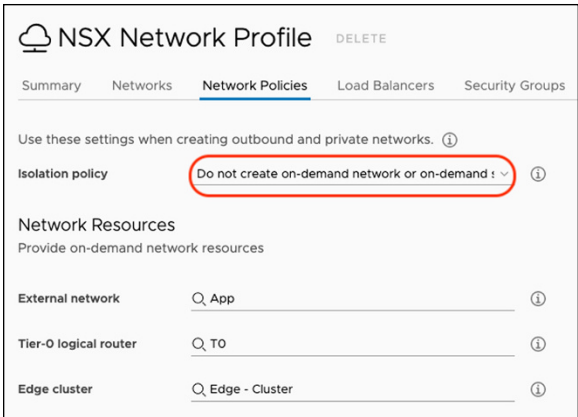 NSX Network Profile DELETE
Summary Networks Network Policies Load Balancers Security Groups
Use these settings when creating outbound and private networks.
Isolation policy Do not create on-demand network or on-demand s
Network Resources
Provide on-demand network resources
External network App
Tier-0 logical router T0
Edge cluster Edge - Cluster